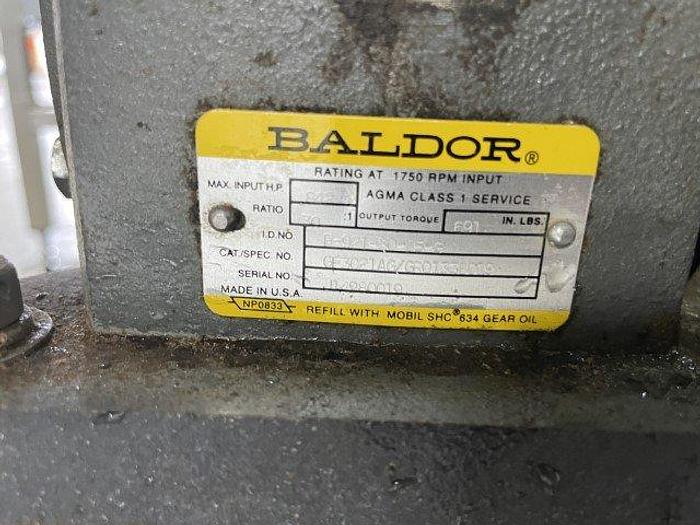 BALDOR®
RATING AT 1750 RPM INPUT
MAX. INPUT H.P. AGMA CLASS 1 SERVICE
RATIO :1 OUTPUT TORQUE 691 IN. LBS.
I.D.NO
CAT./SPEC. NO.
SERIAL NO.
MADE IN U.S.A.
NP0833 REFILL WITH MOBIL SHC® 634 GEAR OIL